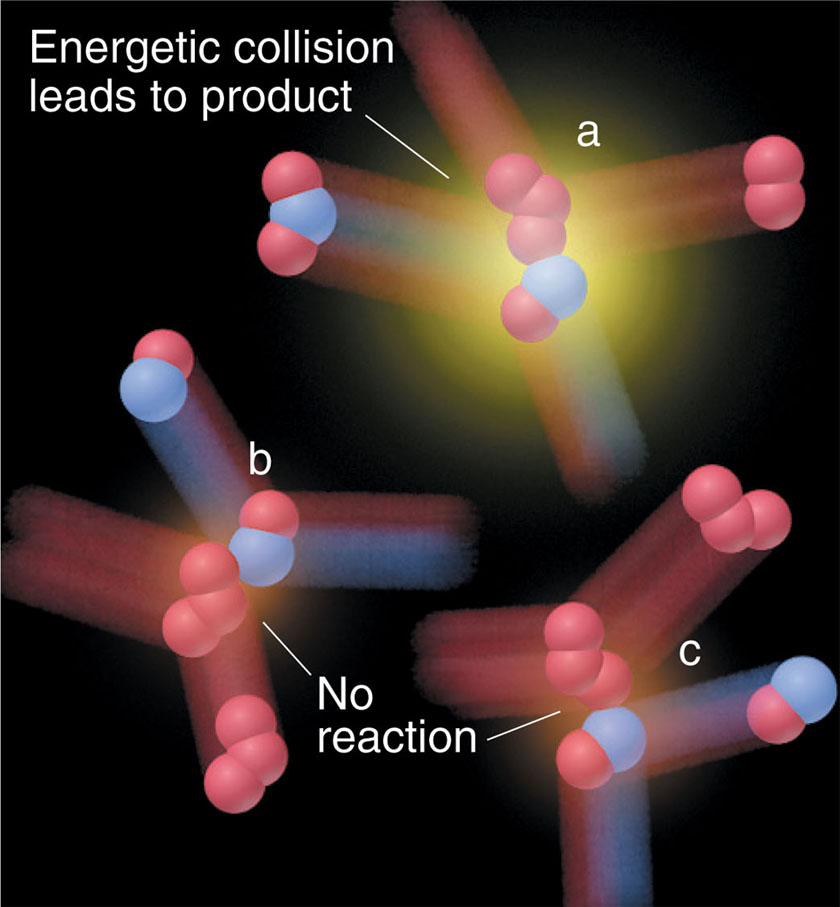 Energetic collision
leads to product
a
b
c
No
reaction